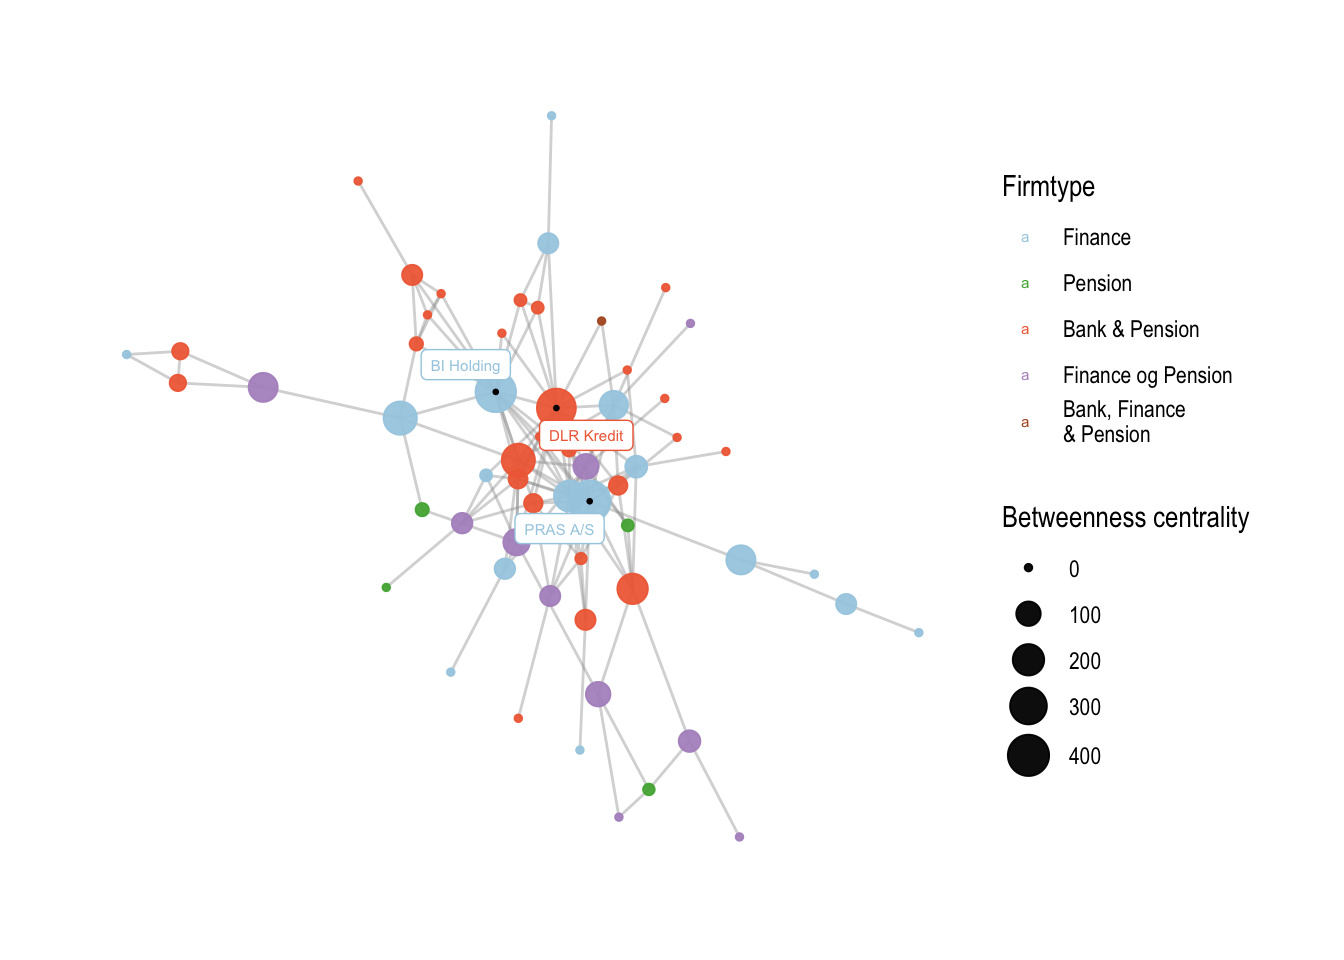 BI Holding
DLR Kredit
PRAS A/S
Firmtype
a Finance
a Pension
a Bank & Pension
a Finance og Pension
a Bank, Finance
& Pension
Betweenness centrality
0
100
200
300
400